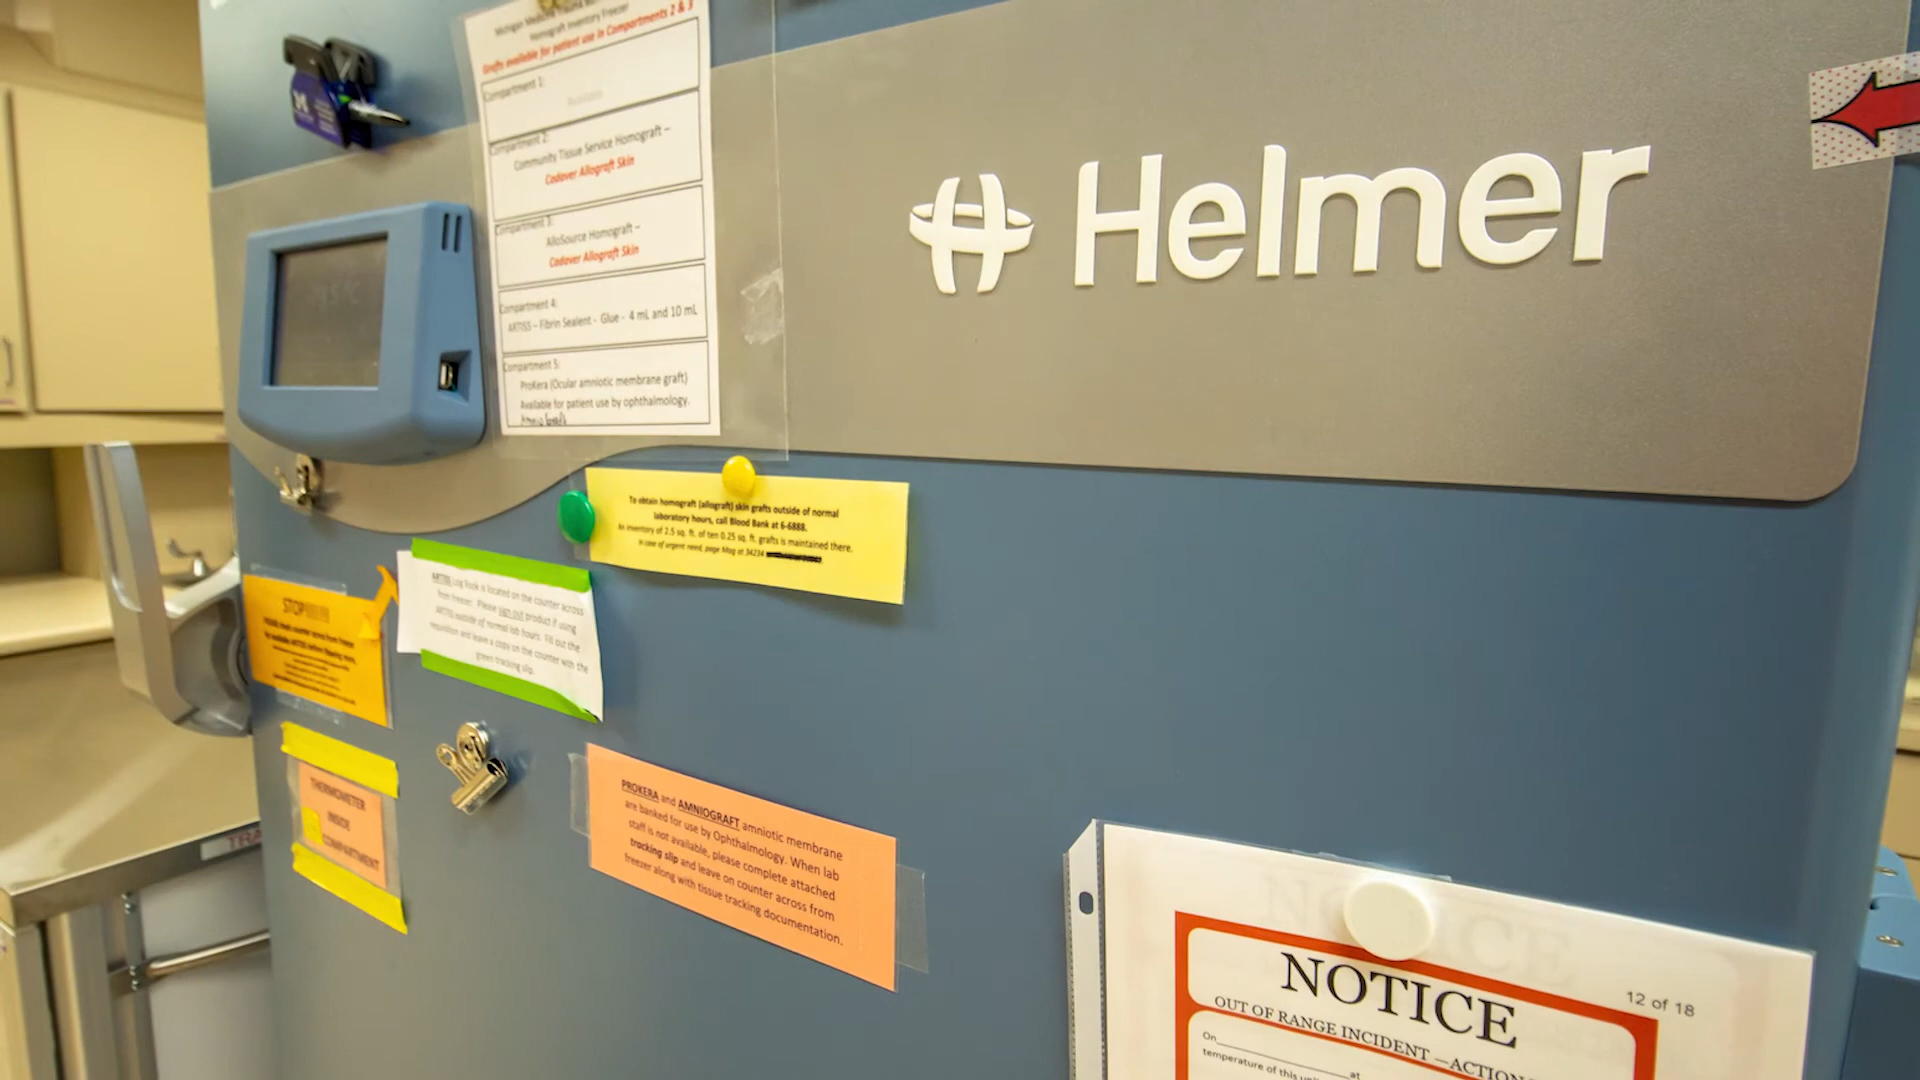 Michigan Medicine Trauma
Homograft Inventory Freezer
Grafts available for patient use in Compartments 2 & 3
Compartment 1:
Available
Compartment 2:
Community Tissue Service Homograft –
Cadaver Allograft Skin
Compartment 3:
AlloSource Homograft –
Cadaver Allograft Skin
Compartment 4:
ARTISS – Fibrin Sealent - Glue - 4 mL and 10 mL
Compartment 5:
ProKera (Ocular amniotic membrane graft)
Available for patient use by ophthalmology.
Helmer
To obtain homograft (allograft) skin grafts outside of normal
laboratory hours, call Blood Bank at 6-6888.
An inventory of 2.5 sq. ft. of ten 0.25 sq. ft. grafts is maintained there.
In case of urgent need, page Mag at 34234
ARTISS Log Book is located on the counter across
from freezer. Please sign out product if using
ARTISS outside of normal lab hours. Fill out the
requisition and leave a copy on the counter with the
green tracking slip.
STOP!!!!!!!
THERMOMETER
INSIDE
COMPARTMENT
PROKERA and AMNIOGRAFT amniotic membrane
are banked for use by Ophthalmology. When lab
staff is not available, please complete attached
tracking slip and leave on counter across from
freezer along with tissue tracking documentation.
TRA
12 of 18
NOTICE
OUT OF RANGE INCIDENT —ACTION
On at
temperature of this